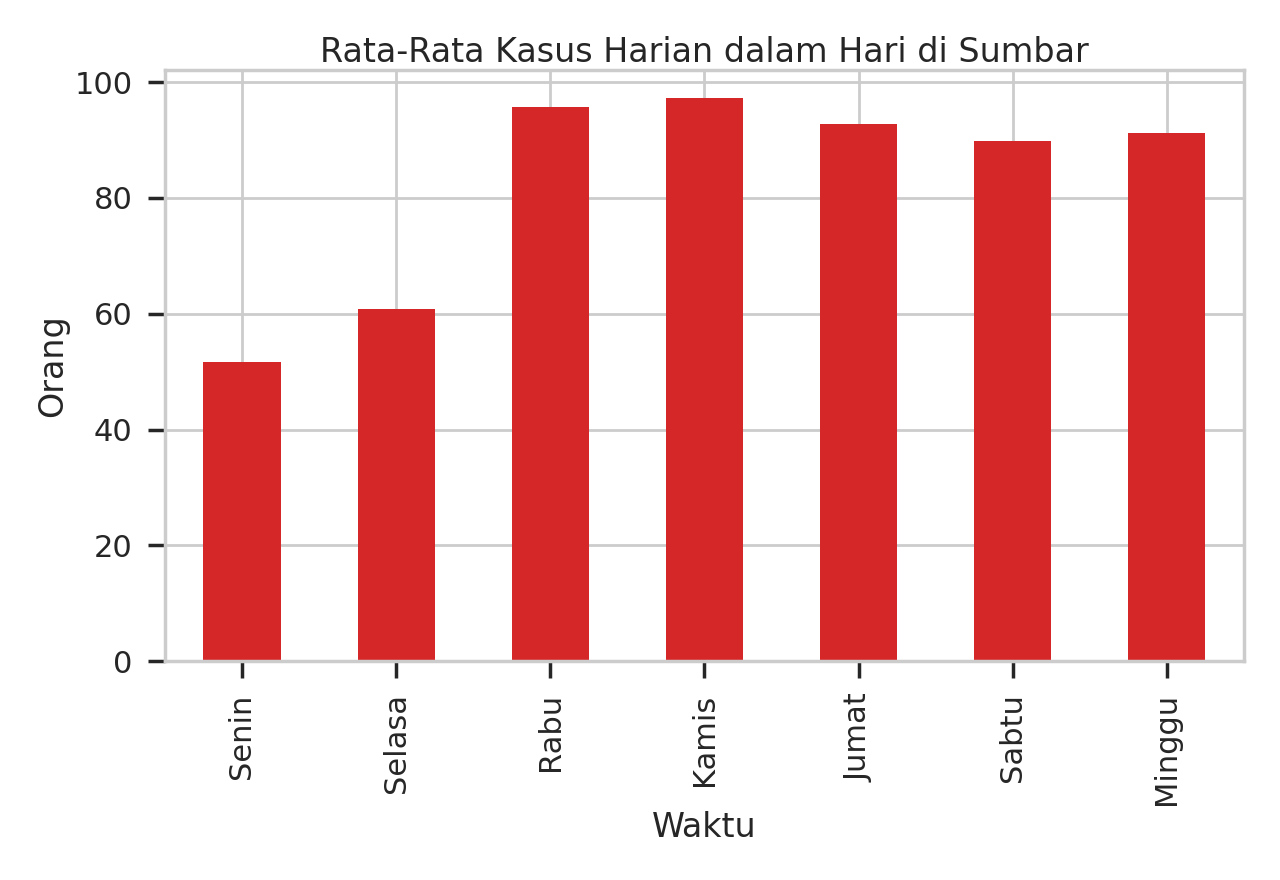 Rata-Rata Kasus Harian dalam Hari di Sumbar
100
80
60
40
20
0
Orang
Senin
Selasa
Rabu
Kamis
Jumat
Sabtu
Minggu
Waktu